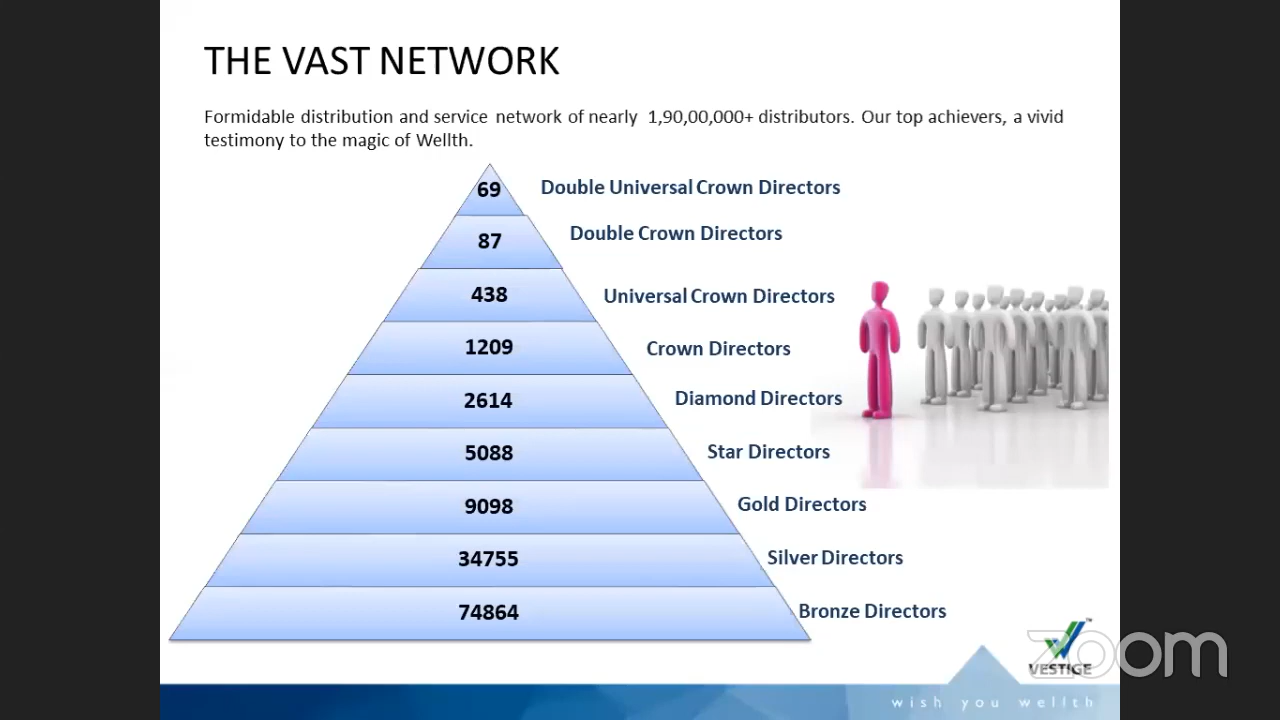 THE VAST NETWORK
Formidable distribution and service network of nearly 1,90,00,000+ distributors. Our top achievers, a vivid
testimony to the magic of Wellth.
69 Double Universal Crown Directors
87 Double Crown Directors
438 Universal Crown Directors
1209 Crown Directors
2614 Diamond Directors
5088 Star Directors
9098 Gold Directors
34755 Silver Directors
74864 Bronze Directors
TM
zoom
VESTIGE
wish you wellth